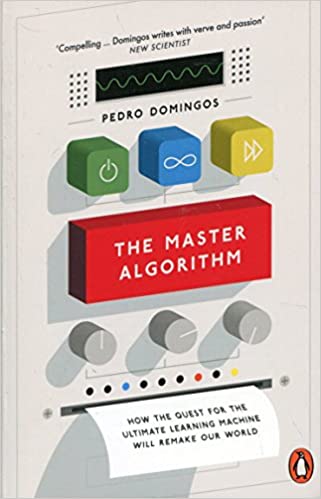 ‘Compelling ... Domingos writes with verve and passion’
NEW SCIENTIST
PEDRO DOMINGOS
THE MASTER
ALGORITHM
HOW THE QUEST FOR THE
ULTIMATE LEARNING MACHINE
WILL REMAKE OUR WORLD